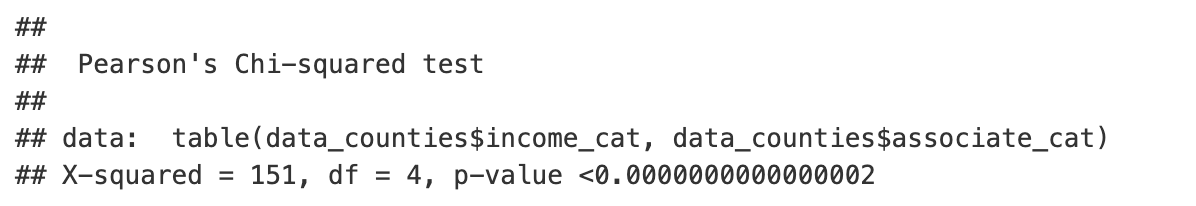 ##
##  Pearson's Chi-squared test
##
## data:  table(data_counties$income_cat, data_counties$associate_cat)
## X-squared = 151, df = 4, p-value <0.0000000000000002